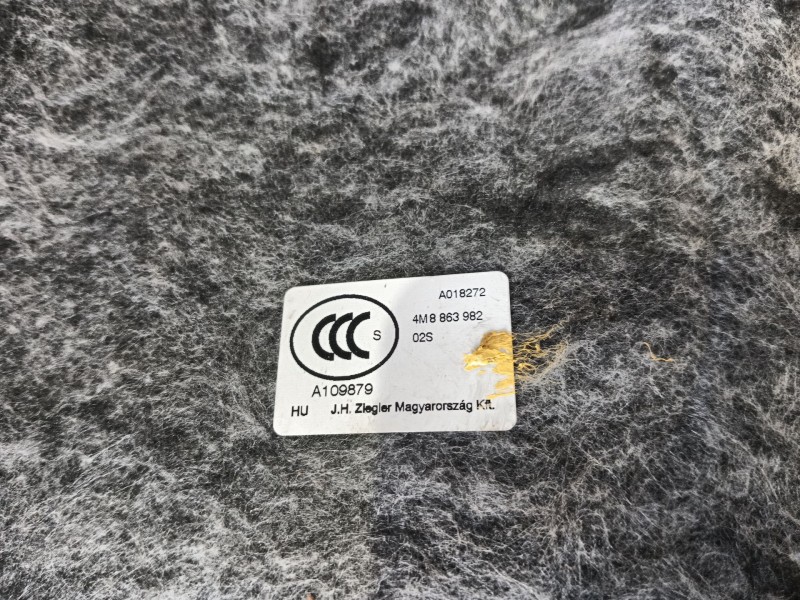 A018272
CCC S
4M8 863 982
02S
A109879
HU J.H. Ziegler Magyarország Kft.